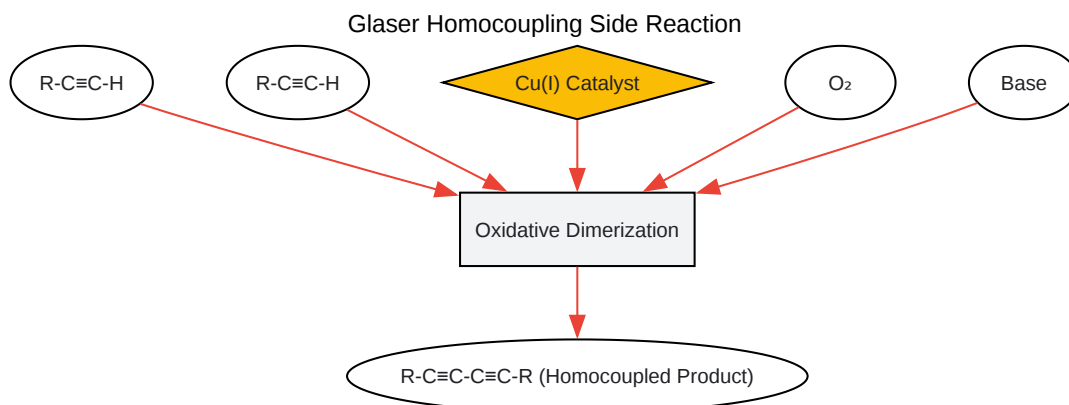 Glaser Homocoupling Side Reaction
R-C≡C-H
R-C≡C-H
Cu(I) Catalyst
O₂
Base
Oxidative Dimerization
R-C≡C-C≡C-R (Homocoupled Product)